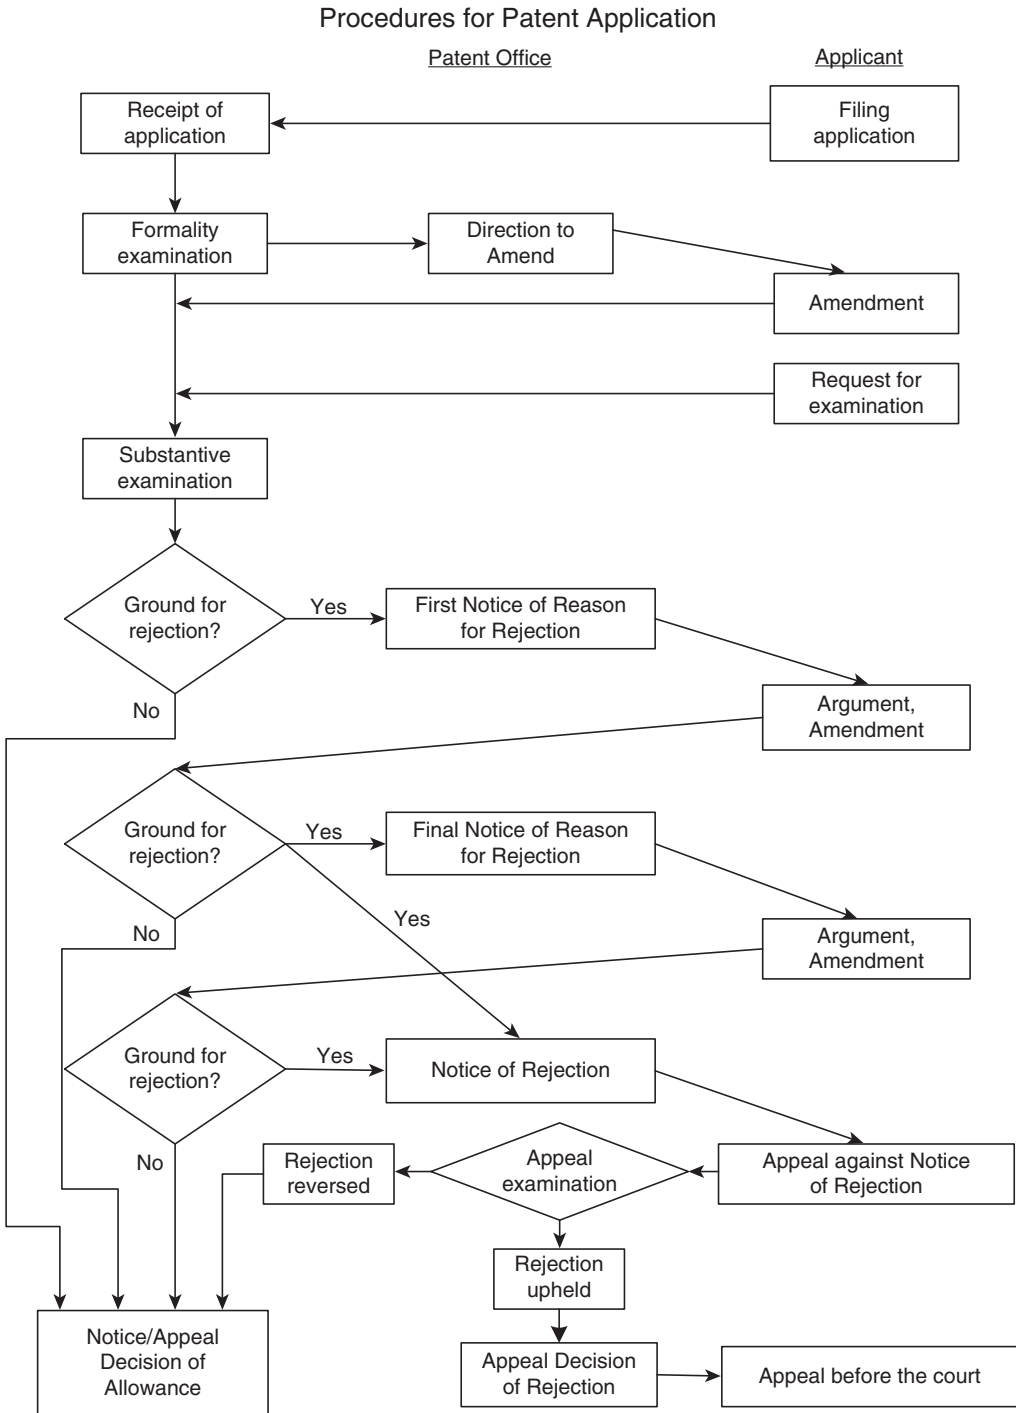 Procedures for Patent Application
Patent Office
Applicant
Receipt of
application
Filing
application
Formality
examination
Direction to
Amend
Amendment
Request for
examination
Substantive
examination
Ground for
rejection?
Yes
First Notice of Reason
for Rejection
No
Argument,
Amendment
Ground for
rejection?
Yes
Final Notice of Reason
for Rejection
Yes
No
Argument,
Amendment
Ground for
rejection?
Yes
Notice of Rejection
No
Rejection
reversed
Appeal
examination
Appeal against Notice
of Rejection
Rejection
upheld
Notice/Appeal
Decision of
Allowance
Appeal Decision
of Rejection
Appeal before the court